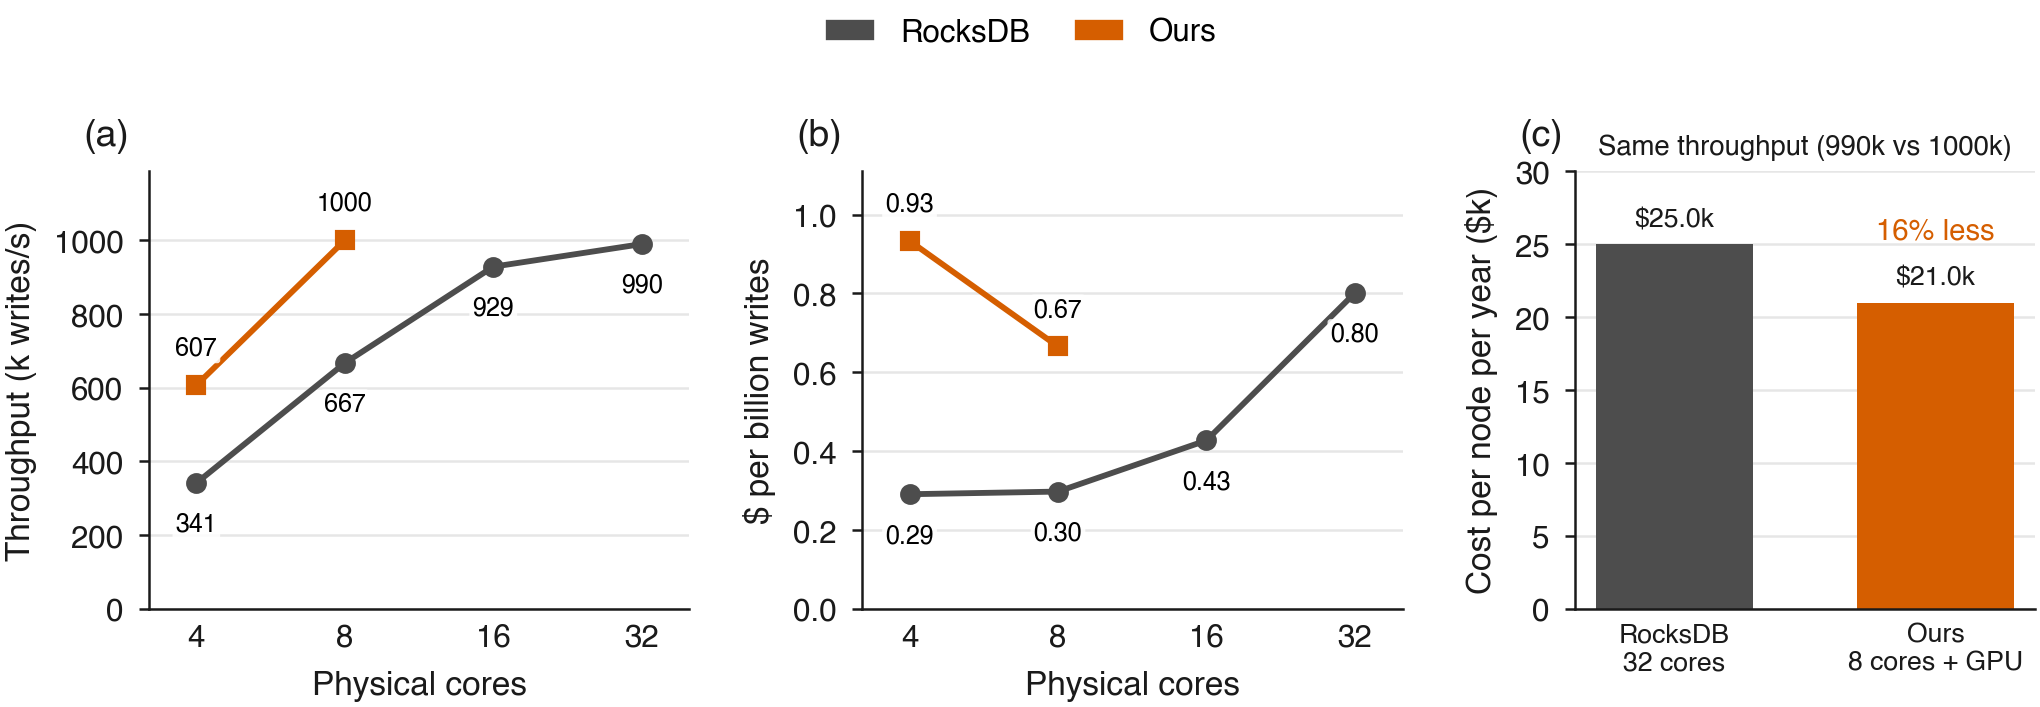 RocksDB Ours
(a)
Throughput (k writes/s)
1000
800
600
400
200
0
607
1000
341
667
929
990
4 8 16 32
Physical cores
(b)
$ per billion writes
1.0
0.8
0.6
0.4
0.2
0.0
0.93
0.67
0.29
0.30
0.43
0.80
4 8 16 32
Physical cores
(c)
Same throughput (990k vs 1000k)
Cost per node per year ($k)
30
25
20
15
10
5
0
$25.0k
16% less
$21.0k
RocksDB
32 cores
Ours
8 cores + GPU